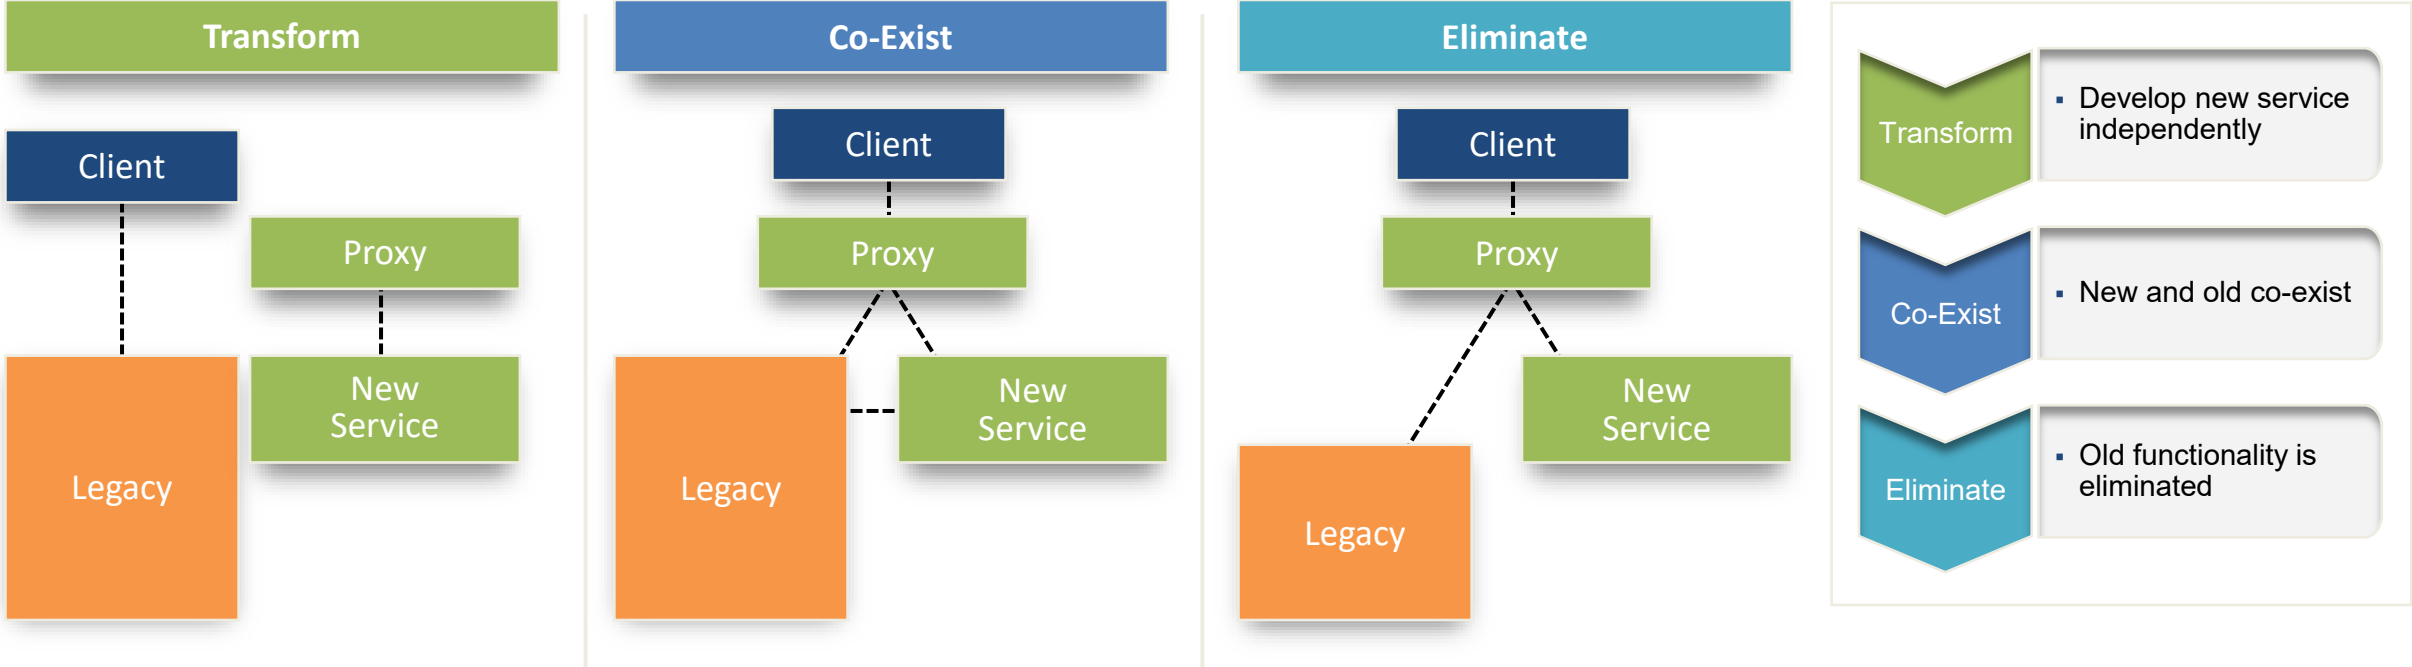 Transform
Client
Proxy
New
Service
Legacy
Co-Exist
Client
Proxy
New
Service
Legacy
Eliminate
Client
Proxy
New
Service
Legacy
Transform
▪ Develop new service
independently
Co-Exist
▪ New and old co-exist
Eliminate
▪ Old functionality is
eliminated